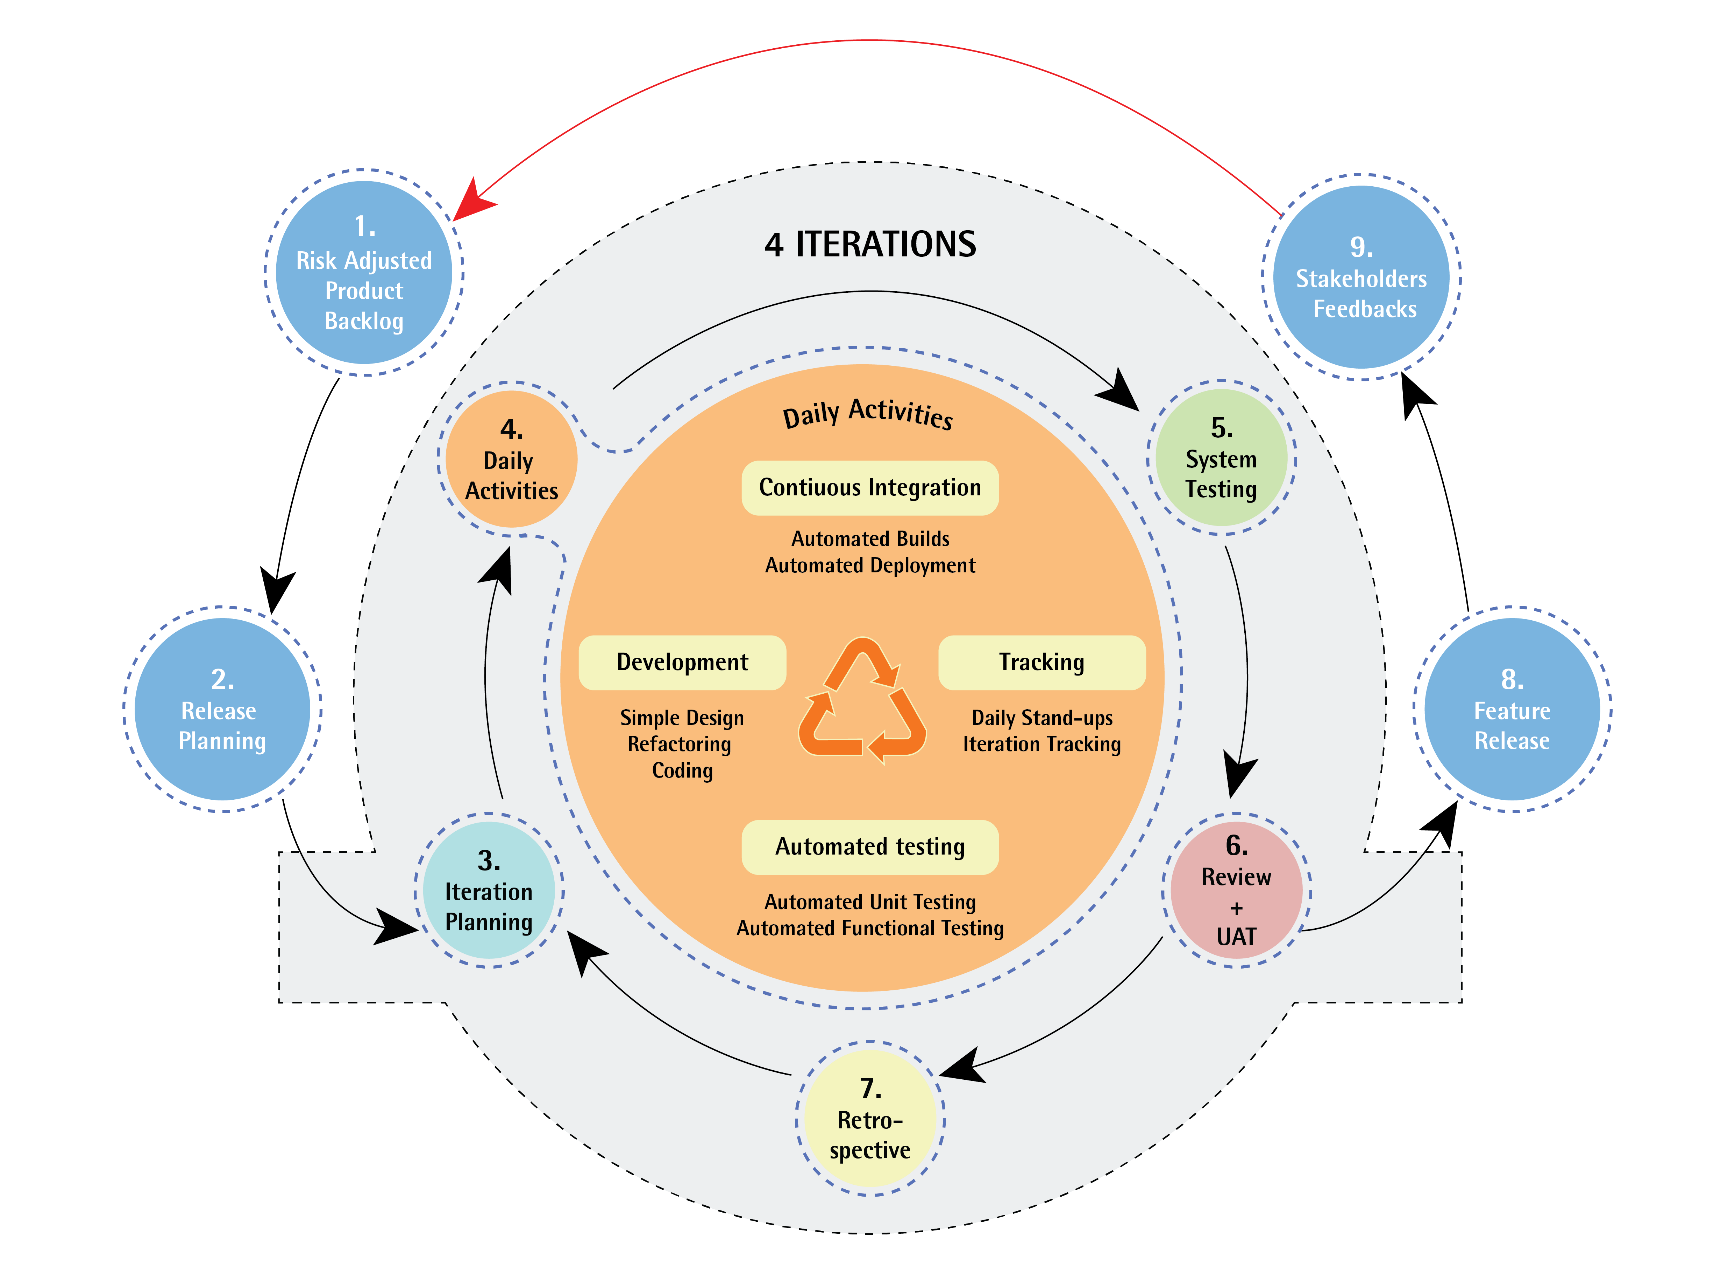 4 ITERATIONS
1.
Risk Adjusted
Product
Backlog
2.
Release
Planning
3.
Iteration
Planning
4.
Daily
Activities
Daily Activities
Contiuous Integration
Automated Builds
Automated Deployment
Development
Simple Design
Refactoring
Coding
Tracking
Daily Stand-ups
Iteration Tracking
Automated testing
Automated Unit Testing
Automated Functional Testing
5.
System
Testing
6.
Review
+
UAT
7.
Retro-
spective
8.
Feature
Release
9.
Stakeholders
Feedbacks